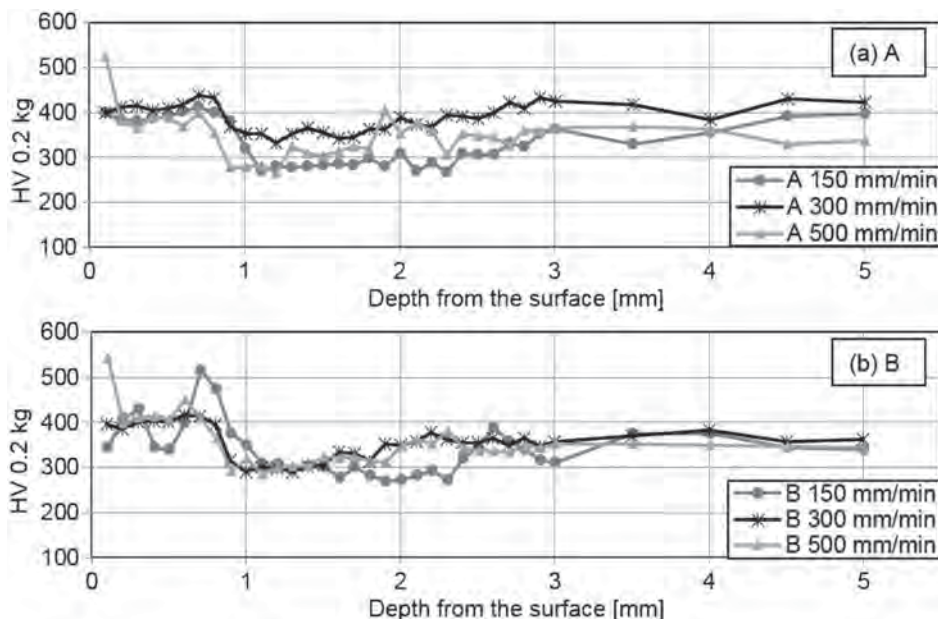 600
500
400
300
200
100
HV 0.2 kg
(a) A
A 150 mm/min
A 300 mm/min
A 500 mm/min
0 1 2 3 4 5
Depth from the surface [mm]
600
500
400
300
200
100
HV 0.2 kg
(b) B
B 150 mm/min
B 300 mm/min
B 500 mm/min
0 1 2 3 4 5
Depth from the surface [mm]